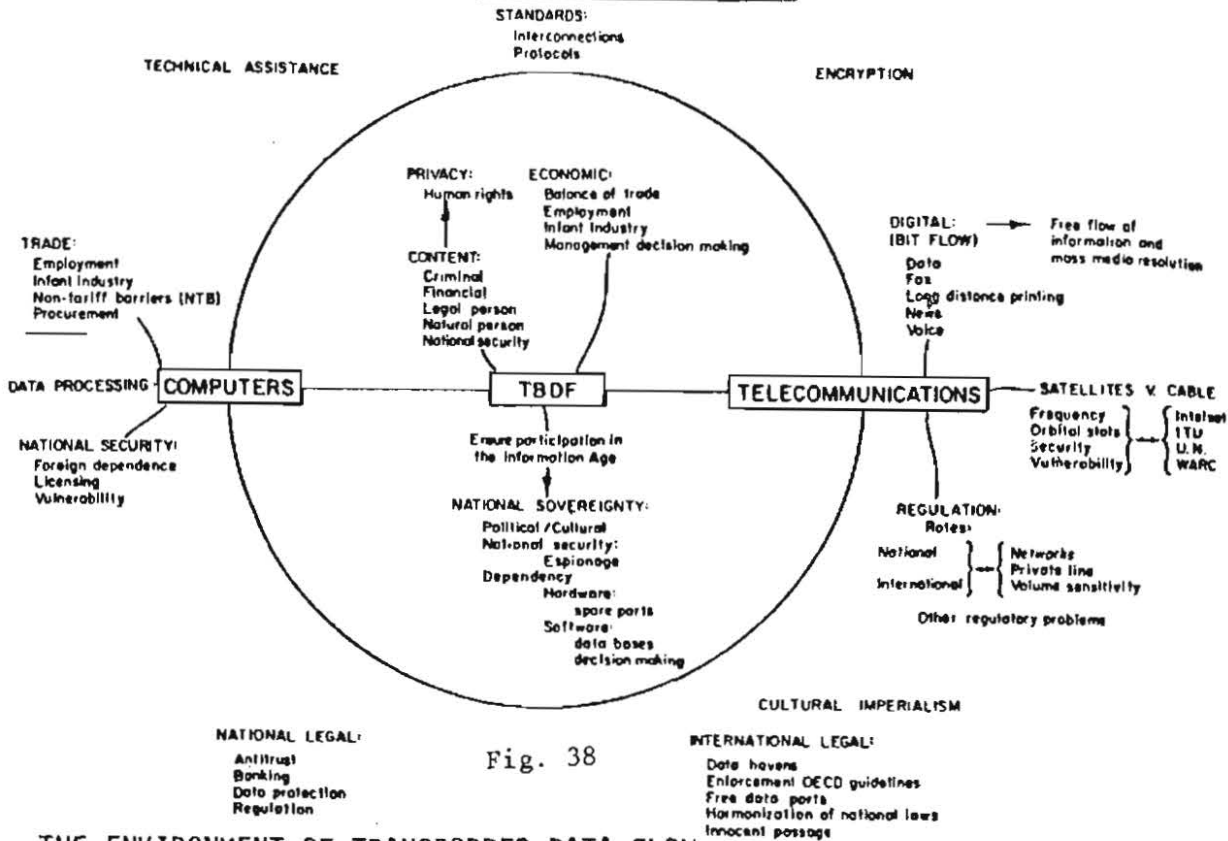 STANDARDS:
Interconnections
Protocols
TECHNICAL ASSISTANCE
ENCRYPTION
PRIVACY:
Human rights
ECONOMIC:
Balance of trade
Employment
Infant Industry
Management decision making
CONTENT:
Criminal
Financial
Legal person
Natural person
National security
TRADE:
Employment
Infant Industry
Non-tariff barriers (NTB)
Procurement
DIGITAL:
(BIT FLOW)
Data
Fax
Long distance printing
News
Voice
Free flow of
information and
mass media resolution
DATA PROCESSING
COMPUTERS
TBDF
TELECOMMUNICATIONS
SATELLITES V. CABLE
Frequency
Orbital slots
Security
Vulnerability
Intelsat
ITU
U.N.
WARC
NATIONAL SECURITY:
Foreign dependence
Licensing
Vulnerability
Ensure participation in
the Information Age
NATIONAL SOVEREIGNTY:
Political/Cultural
National security:
Espionage
Dependency
Hardware:
spare parts
Software:
data bases
decision making
REGULATION:
Rates:
National
International
Networks
Private line
Volume sensitivity
Other regulatory problems
CULTURAL IMPERIALISM
NATIONAL LEGAL:
Antitrust
Banking
Data protection
Regulation
Fig. 38
INTERNATIONAL LEGAL:
Data havens
Enforcement OECD guidelines
Free data ports
Harmonization of national laws
Innocent passage
THE ENVIRONMENT OF TRANSBORDER DATA FLOW